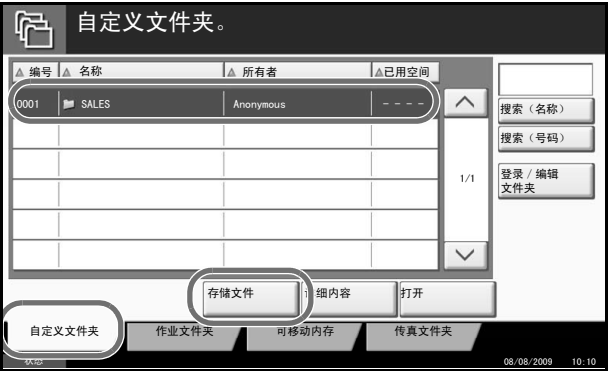 自定义文件夹。
编号 名称 所有者 已用空间
0001 SALES Anonymous ----
搜索（名称）
搜索（号码）
1/1
登录 / 编辑
文件夹
存储文件 详细内容 打开
自定义文件夹 作业文件夹 可移动内存 传真文件夹
状态 08/08/2009 10:10